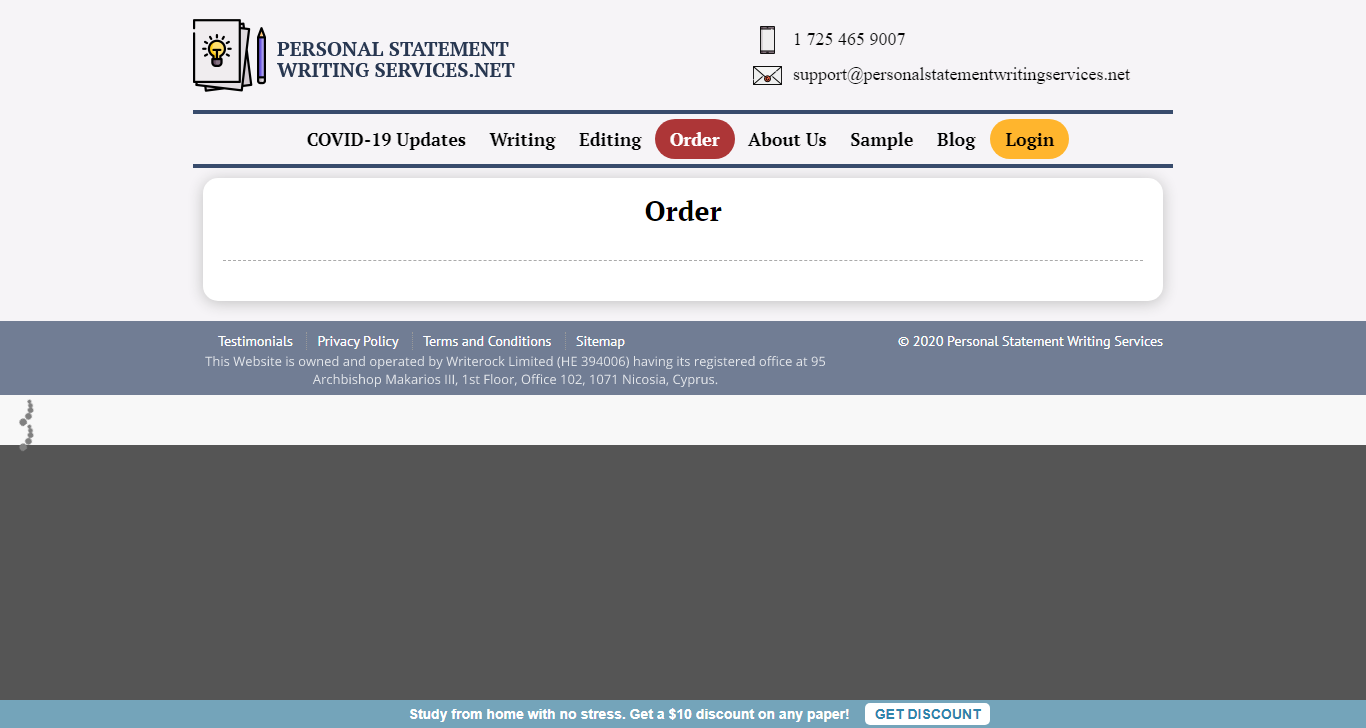 PERSONAL STATEMENT
WRITING SERVICES.NET
1 725 465 9007
support@personalstatementwritingservices.net
COVID-19 Updates Writing Editing Order About Us Sample Blog Login
Order
Testimonials Privacy Policy Terms and Conditions Sitemap
© 2020 Personal Statement Writing Services
This Website is owned and operated by Writerock Limited (HE 394006) having its registered office at 95
Archbishop Makarios III, 1st Floor, Office 102, 1071 Nicosia, Cyprus.
Study from home with no stress. Get a $10 discount on any paper! GET DISCOUNT